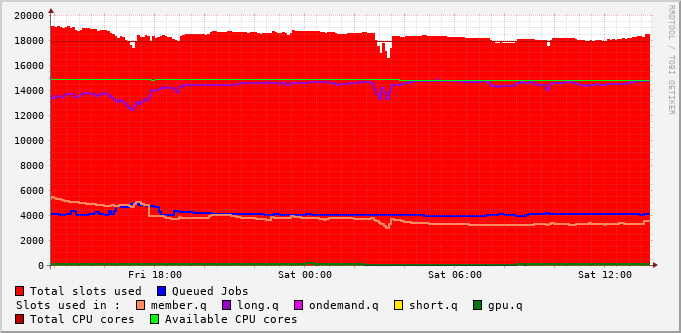 20000
18000
16000
14000
12000
10000
8000
6000
4000
2000
0
Fri 18:00 Sat 00:00 Sat 06:00 Sat 12:00
RRDTOOL / TOBI OETIKER
Total slots used Queued Jobs
Slots used in : member.q long.q ondemand.q short.q gpu.q
Total CPU cores Available CPU cores